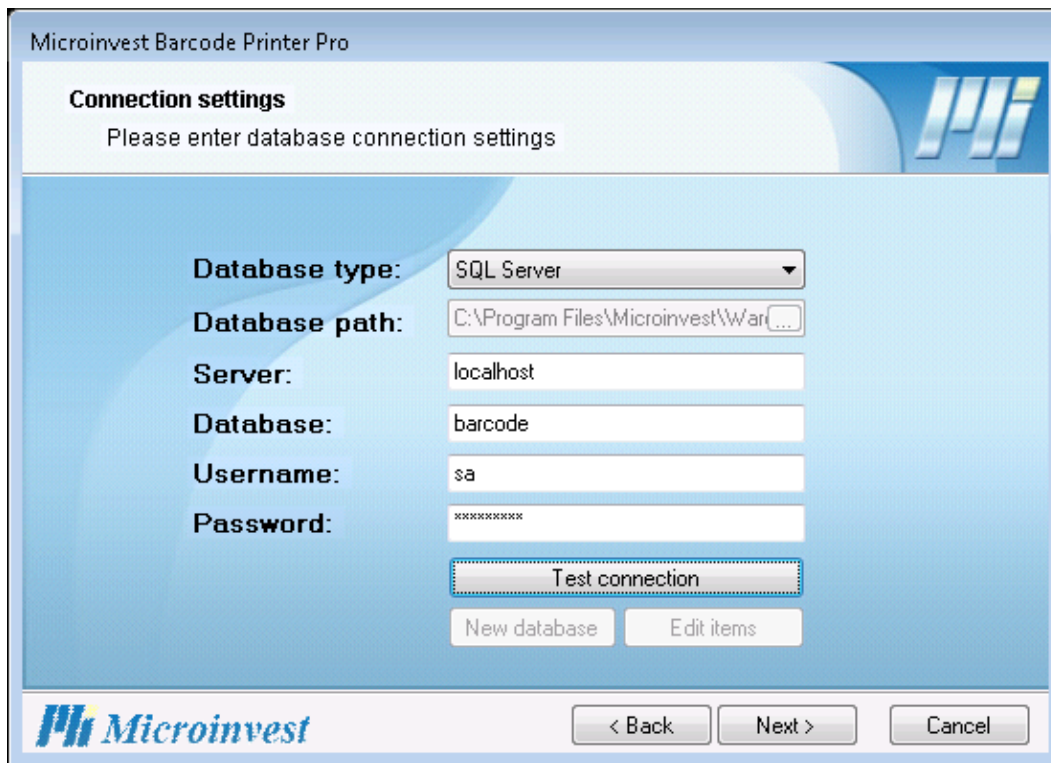 Microinvest Barcode Printer Pro
Connection settings
Please enter database connection settings
Mi
Database type: SQL Server
Database path: C:\Program Files\Microinvest\War ...
Server: localhost
Database: barcode
Username: sa
Password: *********
Test connection
New database Edit items
Mi Microinvest < Back Next > Cancel